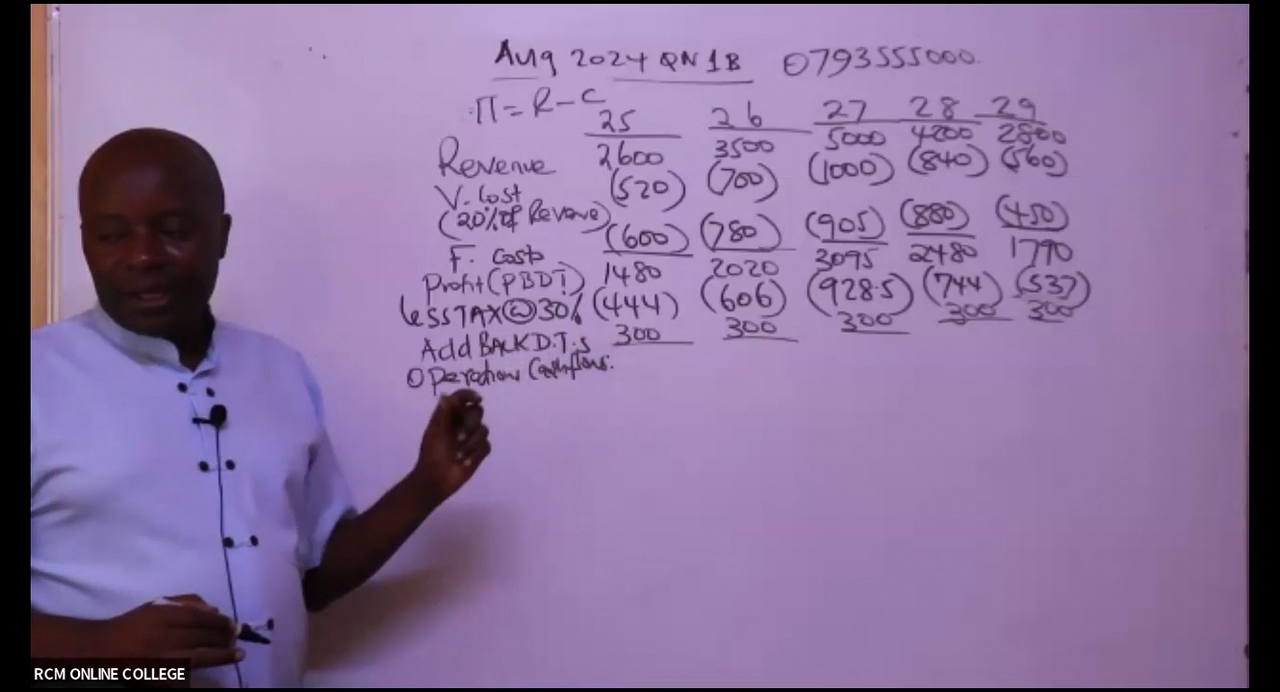 Aug 2024 QN 1B 0793555000
Π = R - C
25 26 27 28 29
Revenue 2600 3500 5000 4200 2800
V. Cost (520) (700) (1000) (840) (560)
(20% of Revenue)
F. Costs (600) (780) (905) (880) (450)
Profit (PBDT) 1480 2020 3095 2480 1790
Less TAX @ 30% (444) (606) (928.5) (744) (537)
Add BACK D.T.S 300 300 300 300 300
Operation Cashflows:
RCM ONLINE COLLEGE